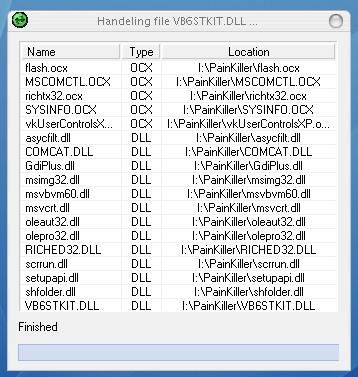 Handeling file VB6STKIT.DLL ...
Name Type Location
flash.ocx OCX I:\PainKiller\flash.ocx
MSCOMCTL.OCX OCX I:\PainKiller\MSCOMCTL.OCX
richtx32.ocx OCX I:\PainKiller\richtx32.ocx
SYSINFO.OCX OCX I:\PainKiller\SYSINFO.OCX
vkUserControlsX... OCX I:\PainKiller\vkUserControlsXP.o...
asycfilt.dll DLL I:\PainKiller\asycfilt.dll
COMCAT.DLL DLL I:\PainKiller\COMCAT.DLL
GdiPlus.dll DLL I:\PainKiller\GdiPlus.dll
msimg32.dll DLL I:\PainKiller\msimg32.dll
msvbvm60.dll DLL I:\PainKiller\msvbvm60.dll
msvcrt.dll DLL I:\PainKiller\msvcrt.dll
oleaut32.dll DLL I:\PainKiller\oleaut32.dll
olepro32.dll DLL I:\PainKiller\olepro32.dll
RICHED32.DLL DLL I:\PainKiller\RICHED32.DLL
scrrun.dll DLL I:\PainKiller\scrrun.dll
setupapi.dll DLL I:\PainKiller\setupapi.dll
shfolder.dll DLL I:\PainKiller\shfolder.dll
VB6STKIT.DLL DLL I:\PainKiller\VB6STKIT.DLL
Finished